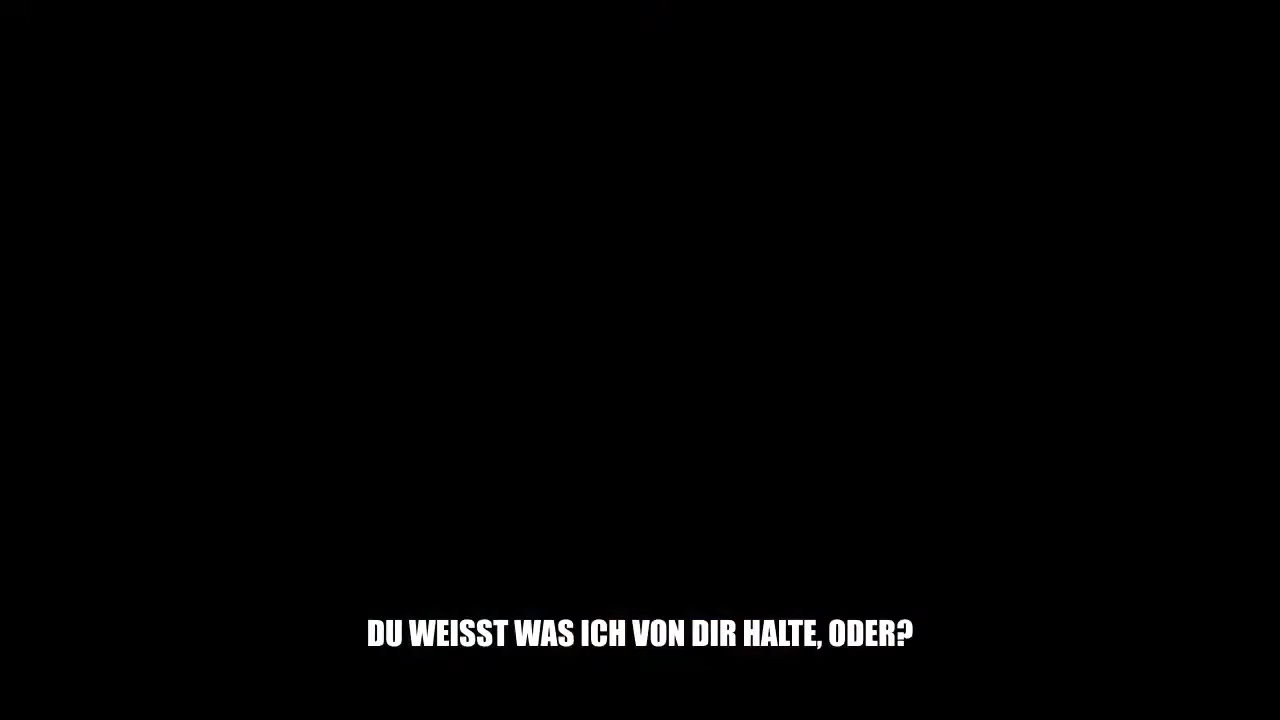 DU WEISST WAS ICH VON DIR HALTE, ODER?